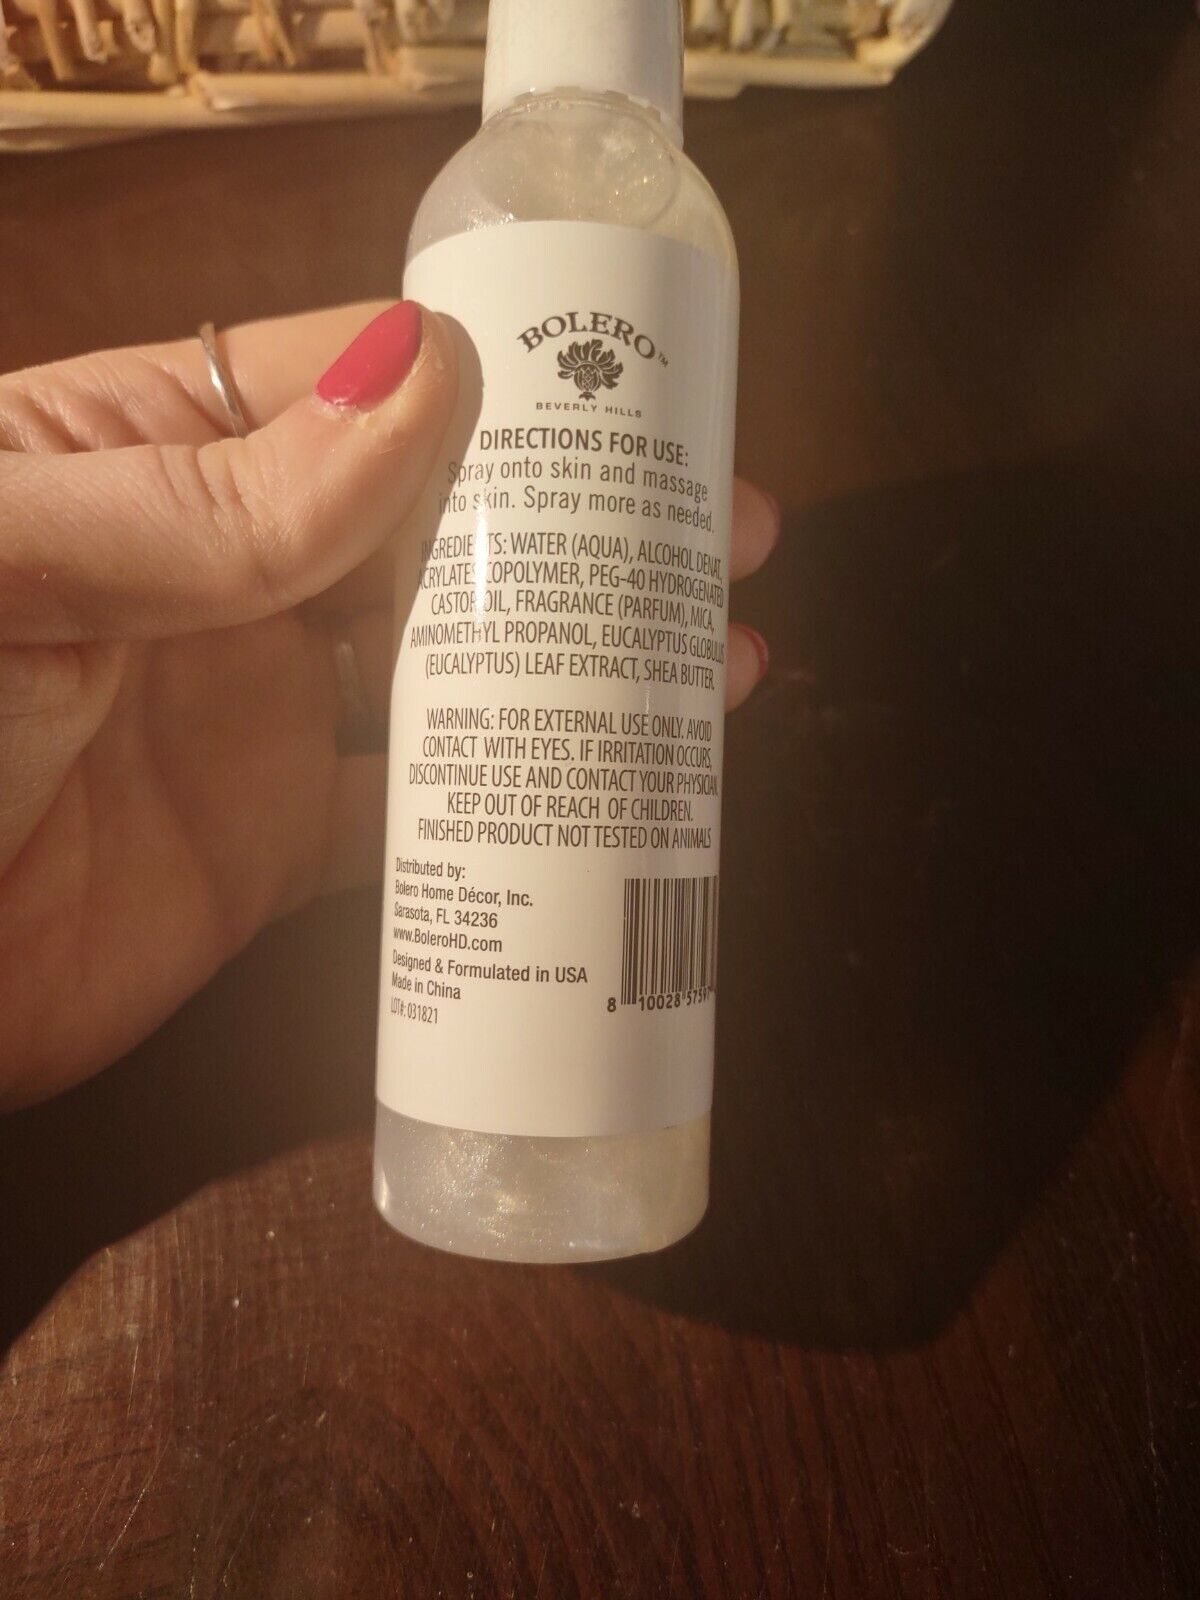 BOLERO™
BEVERLY HILLS
DIRECTIONS FOR USE:
Spray onto skin and massage
into skin. Spray more as needed.
INGREDIENTS: WATER (AQUA), ALCOHOL DENAT,
ACRYLATES COPOLYMER, PEG-40 HYDROGENATED
CASTOR OIL, FRAGRANCE (PARFUM), MICA,
AMINOMETHYL PROPANOL, EUCALYPTUS GLOBULUS
(EUCALYPTUS) LEAF EXTRACT, SHEA BUTTER.
WARNING: FOR EXTERNAL USE ONLY. AVOID
CONTACT WITH EYES. IF IRRITATION OCCURS,
DISCONTINUE USE AND CONTACT YOUR PHYSICIAN.
KEEP OUT OF REACH OF CHILDREN.
FINISHED PRODUCT NOT TESTED ON ANIMALS
Distributed by:
Bolero Home Décor, Inc.
Sarasota, FL 34236
www.BoleroHD.com
Designed & Formulated in USA
Made in China
LOT#: 031821
8 10028 57597